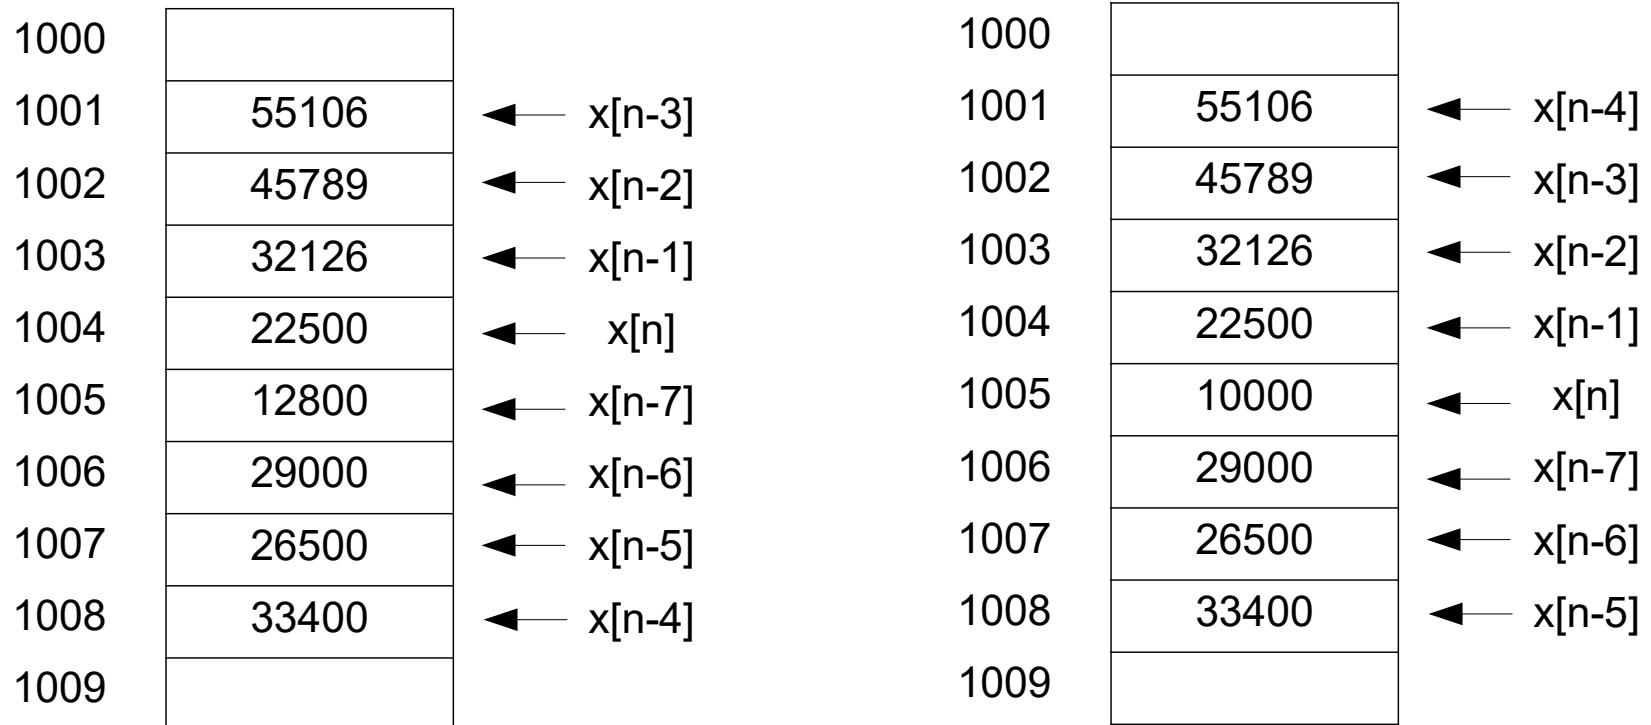 1000
1001 55106 x[n-3]
1002 45789 x[n-2]
1003 32126 x[n-1]
1004 22500 x[n]
1005 12800 x[n-7]
1006 29000 x[n-6]
1007 26500 x[n-5]
1008 33400 x[n-4]
1009
1000
1001 55106 x[n-4]
1002 45789 x[n-3]
1003 32126 x[n-2]
1004 22500 x[n-1]
1005 10000 x[n]
1006 29000 x[n-7]
1007 26500 x[n-6]
1008 33400 x[n-5]
1009